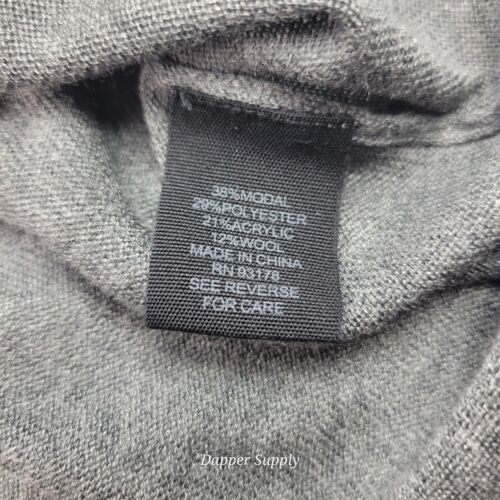 38%MODAL
29%POLYESTER
21%ACRYLIC
12%WOOL
MADE IN CHINA
RN 93178
SEE REVERSE
FOR CARE
Dapper Supply